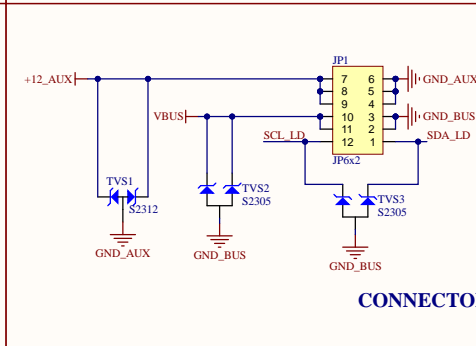 JP1
+12_AUX
7 6
GND_AUX
8 5
9 4
VBUS
10 3
GND_BUS
11 2
SCL_LD
12 1
SDA_LD
JP6x2
TVS1
S2312
TVS2
S2305
TVS3
S2305
GND_AUX
GND_BUS
GND_BUS